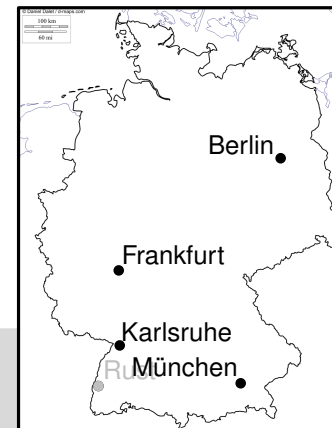 © Daniel Dalet / d-maps.com
100 km
60 mi
Berlin
Frankfurt
Karlsruhe
Rust
München